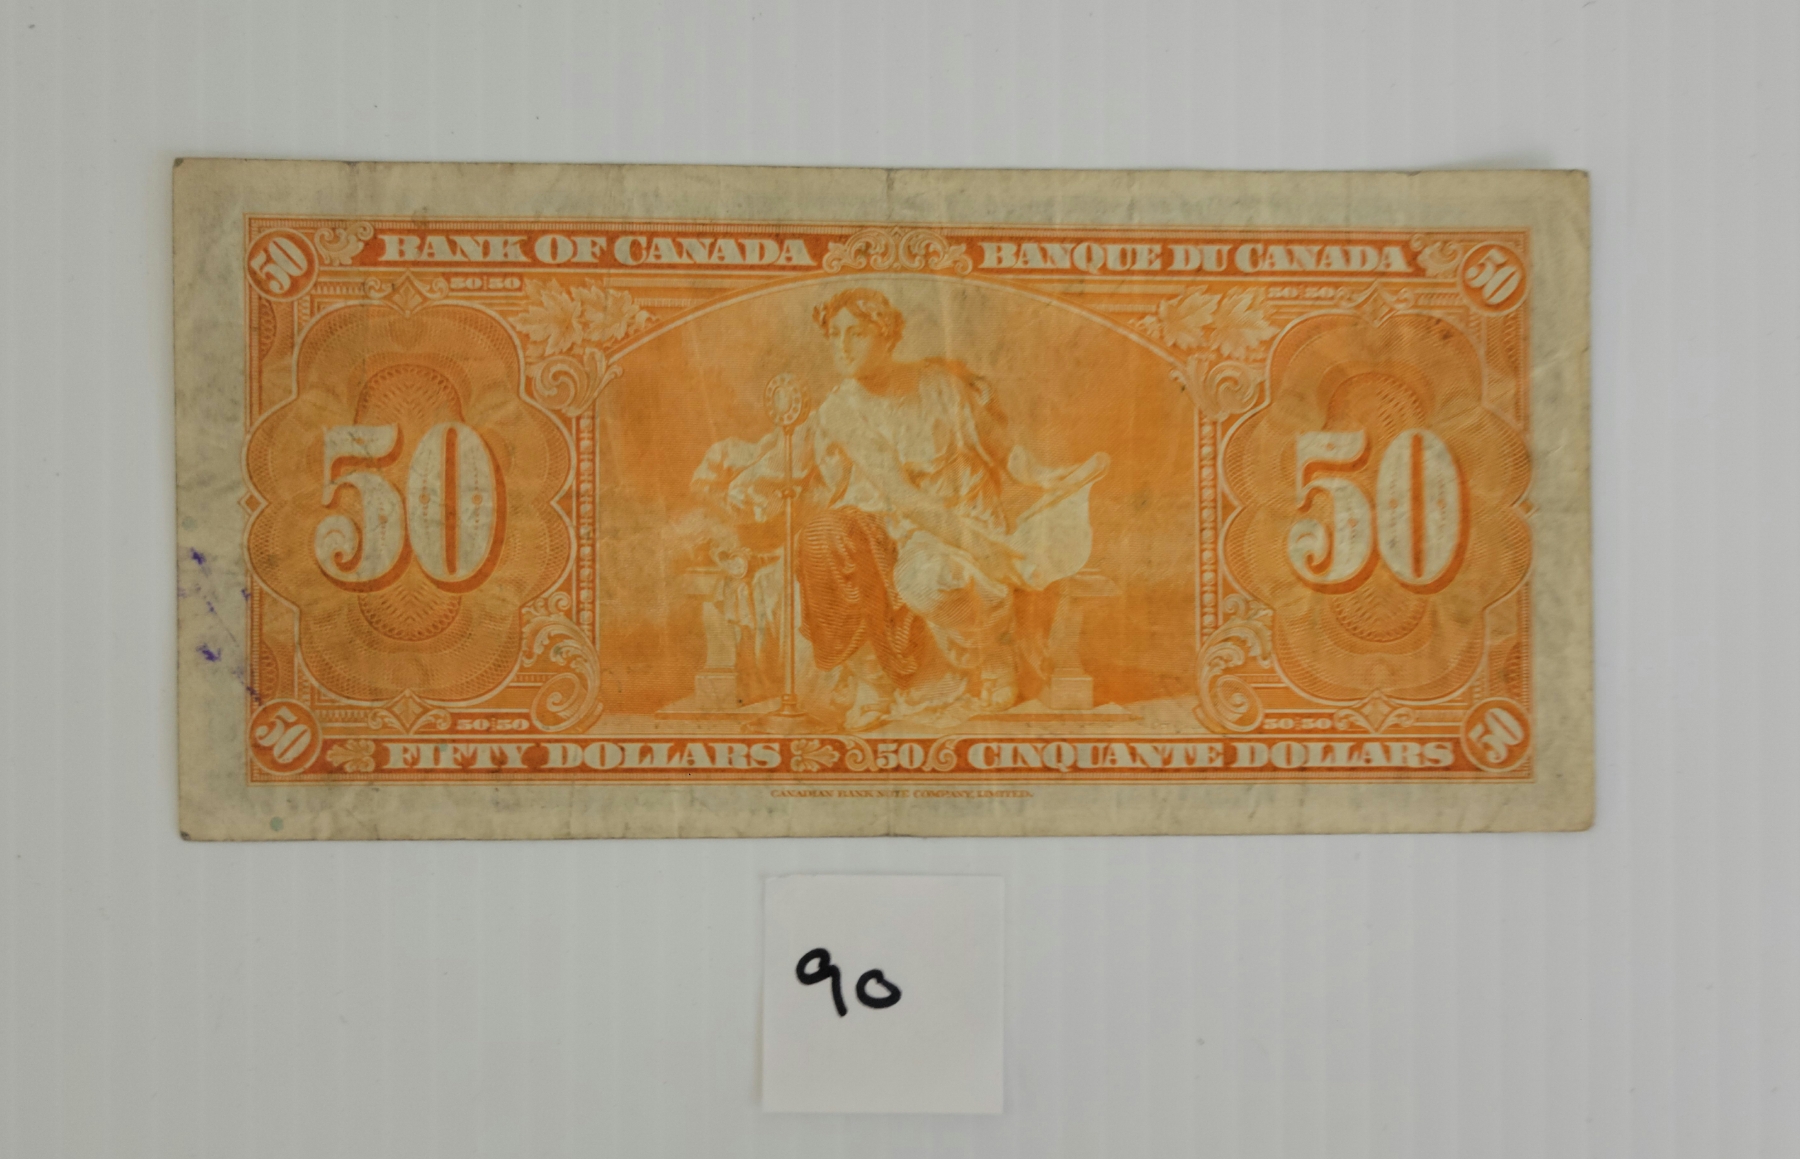 50 BANK OF CANADA BANQUE DU CANADA 50
50 50 50 50
50 50
50 50 50 50
50 FIFTY DOLLARS 50 CINQUANTE DOLLARS 50
CANADIAN BANK NOTE COMPANY, LIMITED.
90